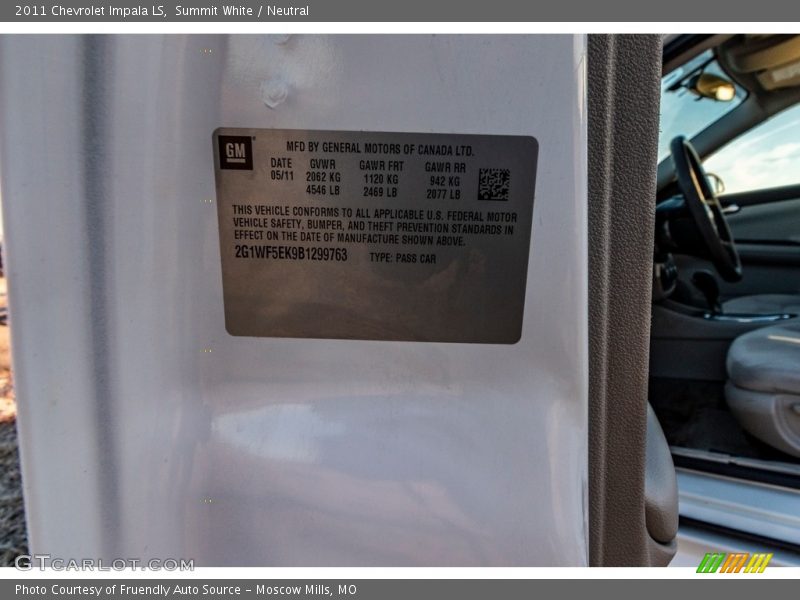 2011 Chevrolet Impala LS, Summit White / Neutral
GM
MFD BY GENERAL MOTORS OF CANADA LTD.
DATE GVWR GAWR FRT GAWR RR
05/11 2062 KG 1120 KG 942 KG
4546 LB 2469 LB 2077 LB
THIS VEHICLE CONFORMS TO ALL APPLICABLE U.S. FEDERAL MOTOR
VEHICLE SAFETY, BUMPER, AND THEFT PREVENTION STANDARDS IN
EFFECT ON THE DATE OF MANUFACTURE SHOWN ABOVE.
2G1WF5EK9B1299763 TYPE: PASS CAR
GTCARLOT.COM
Photo Courtesy of Fruendly Auto Source - Moscow Mills, MO